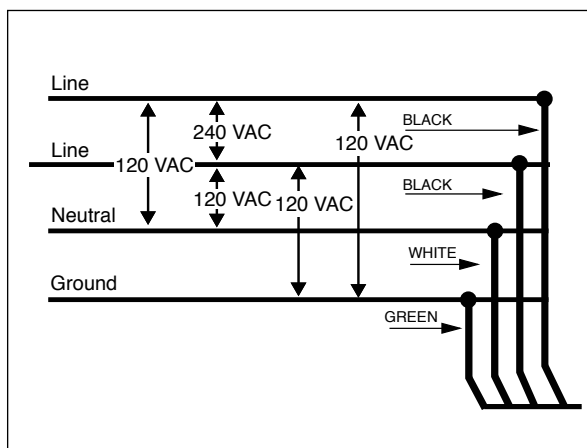 Line
BLACK
240 VAC
120 VAC
Line
120 VAC
BLACK
120 VAC
120 VAC
Neutral
WHITE
Ground
GREEN